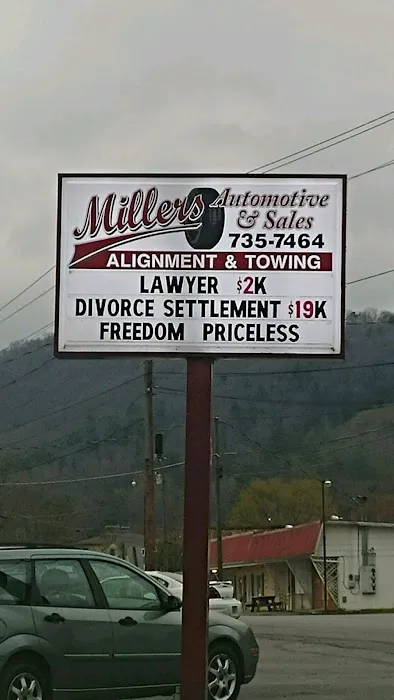 Millers Automotive
& Sales
735-7464
ALIGNMENT & TOWING
LAWYER $2K
DIVORCE SETTLEMENT $19K
FREEDOM PRICELESS